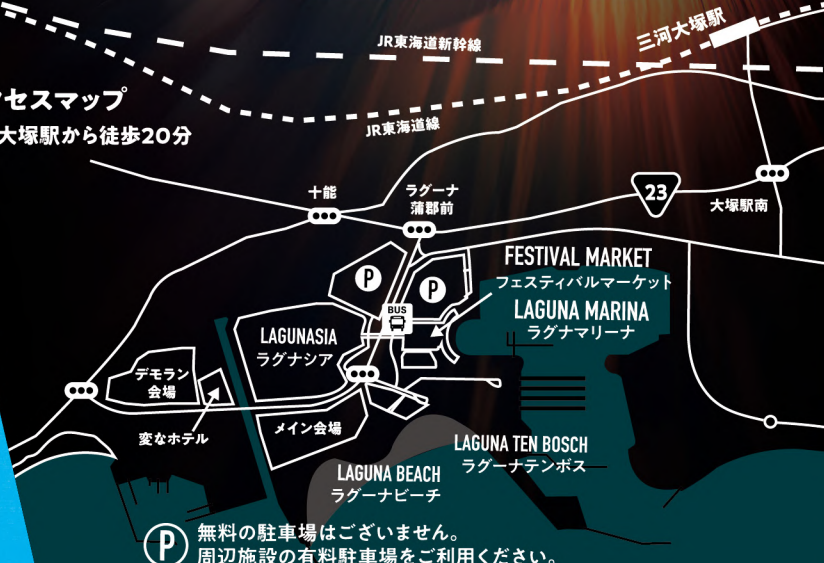 JR東海道新幹線
三河大塚駅
セスマップ
大塚駅から徒歩20分
JR東海道線
十能
ラグーナ
蒲郡前
23
大塚駅南
FESTIVAL MARKET
フェスティバルマーケット
P
P
BUS
LAGUNA MARINA
ラグナマリーナ
LAGUNASIA
ラグナシア
デモラン
会場
変なホテル
メイン会場
LAGUNA TEN BOSCH
ラグーナテンボス
LAGUNA BEACH
ラグーナビーチ
P 無料の駐車場はございません。
周辺施設の有料駐車場をご利用ください。